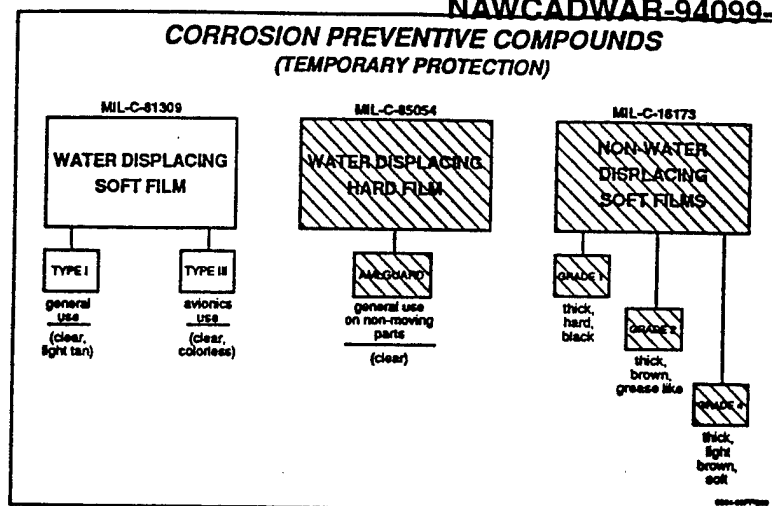 NAWCADWAR-94099-
CORROSION PREVENTIVE COMPOUNDS
(TEMPORARY PROTECTION)
MIL-C-81309
WATER DISPLACING
SOFT FILM
TYPE I
general
use
(clear,
light tan)
TYPE III
avionics
use
(clear,
colorless)
MIL-C-85054
WATER DISPLACING
HARD FILM
AMLGUARD
general use
on non-moving
parts
(clear)
MIL-C-16173
NON-WATER
DISPLACING
SOFT FILMS
GRADE 1
thick,
hard,
black
GRADE 2
thick,
brown,
grease like
GRADE 4
thick,
light
brown,
soft